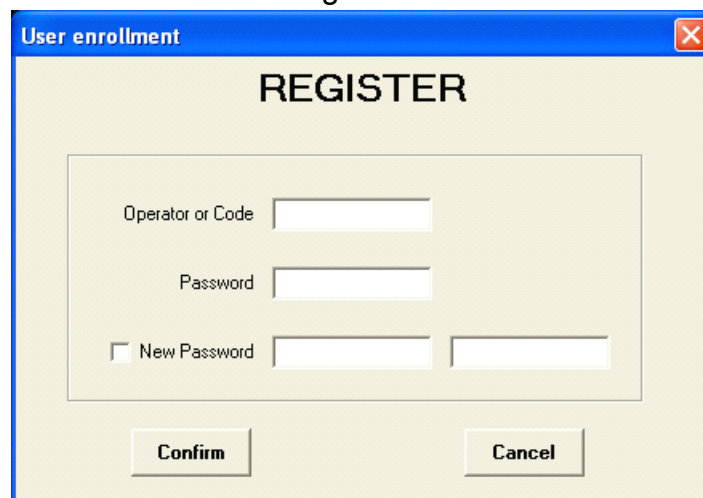 User enrollment
REGISTER
Operator or Code
Password
New Password
Confirm
Cancel